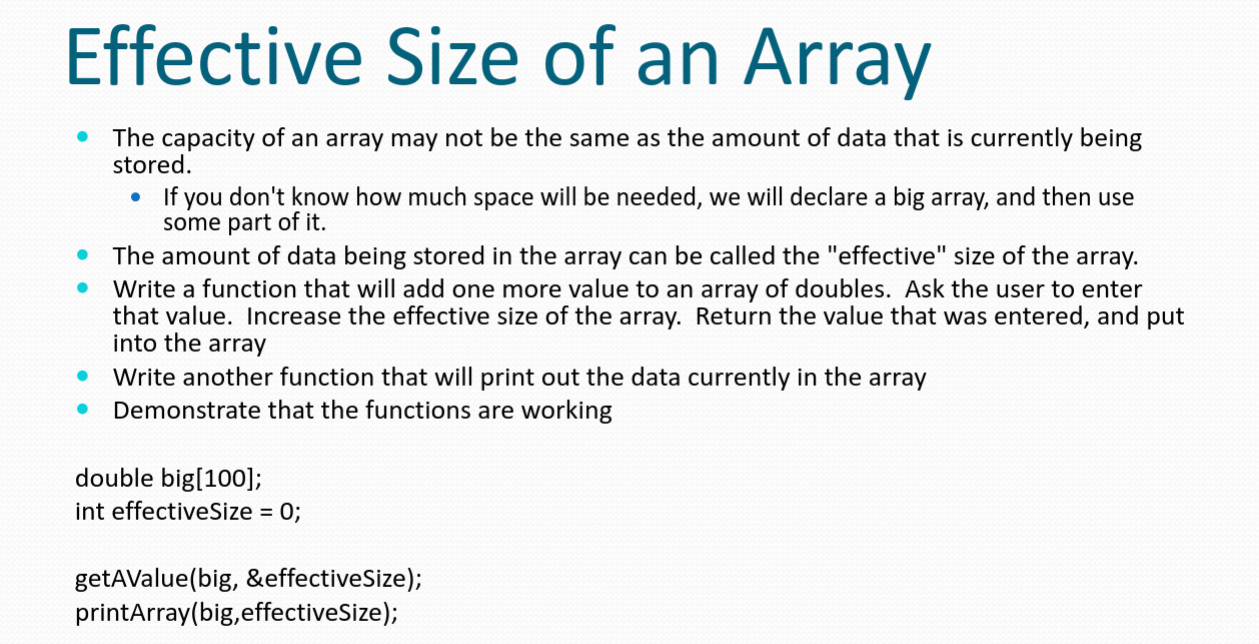 Effective Size of an Array
• The capacity of an array may not be the same as the amount of data that is currently being
stored.
• If you don't know how much space will be needed, we will declare a big array, and then use
some part of it.
• The amount of data being stored in the array can be called the "effective" size of the array.
• Write a function that will add one more value to an array of doubles.  Ask the user to enter
that value.  Increase the effective size of the array.  Return the value that was entered, and put
into the array
• Write another function that will print out the data currently in the array
• Demonstrate that the functions are working
double big[100];
int effectiveSize = 0;
getAValue(big, &effectiveSize);
printArray(big,effectiveSize);